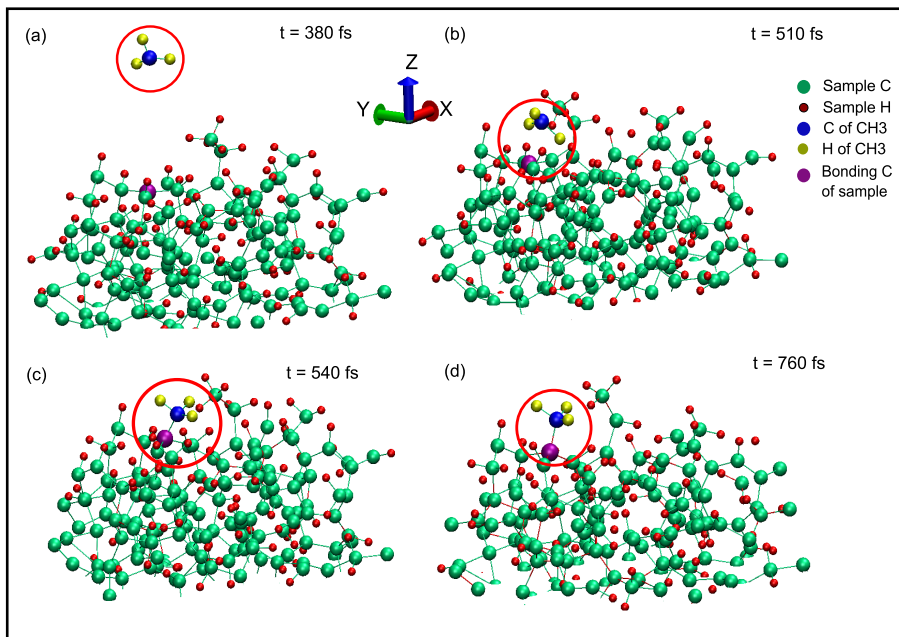 (a)
t = 380 fs
Z
Y
X
(b)
t = 510 fs
Sample C
Sample H
C of CH3
H of CH3
Bonding C
of sample
(c)
t = 540 fs
(d)
t = 760 fs